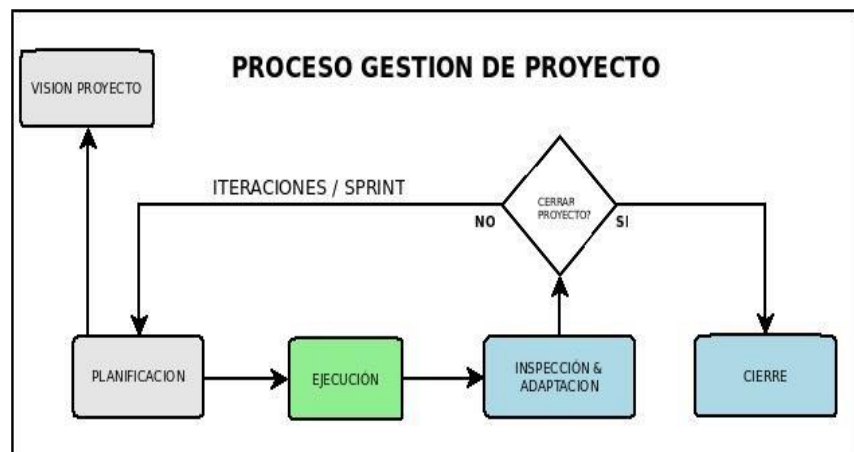 PROCESO GESTION DE PROYECTO
VISION PROYECTO
ITERACIONES / SPRINT
CERRAR
PROYECTO?
NO
SI
PLANIFICACION
EJECUCIÓN
INSPECCIÓN &
ADAPTACION
CIERRE